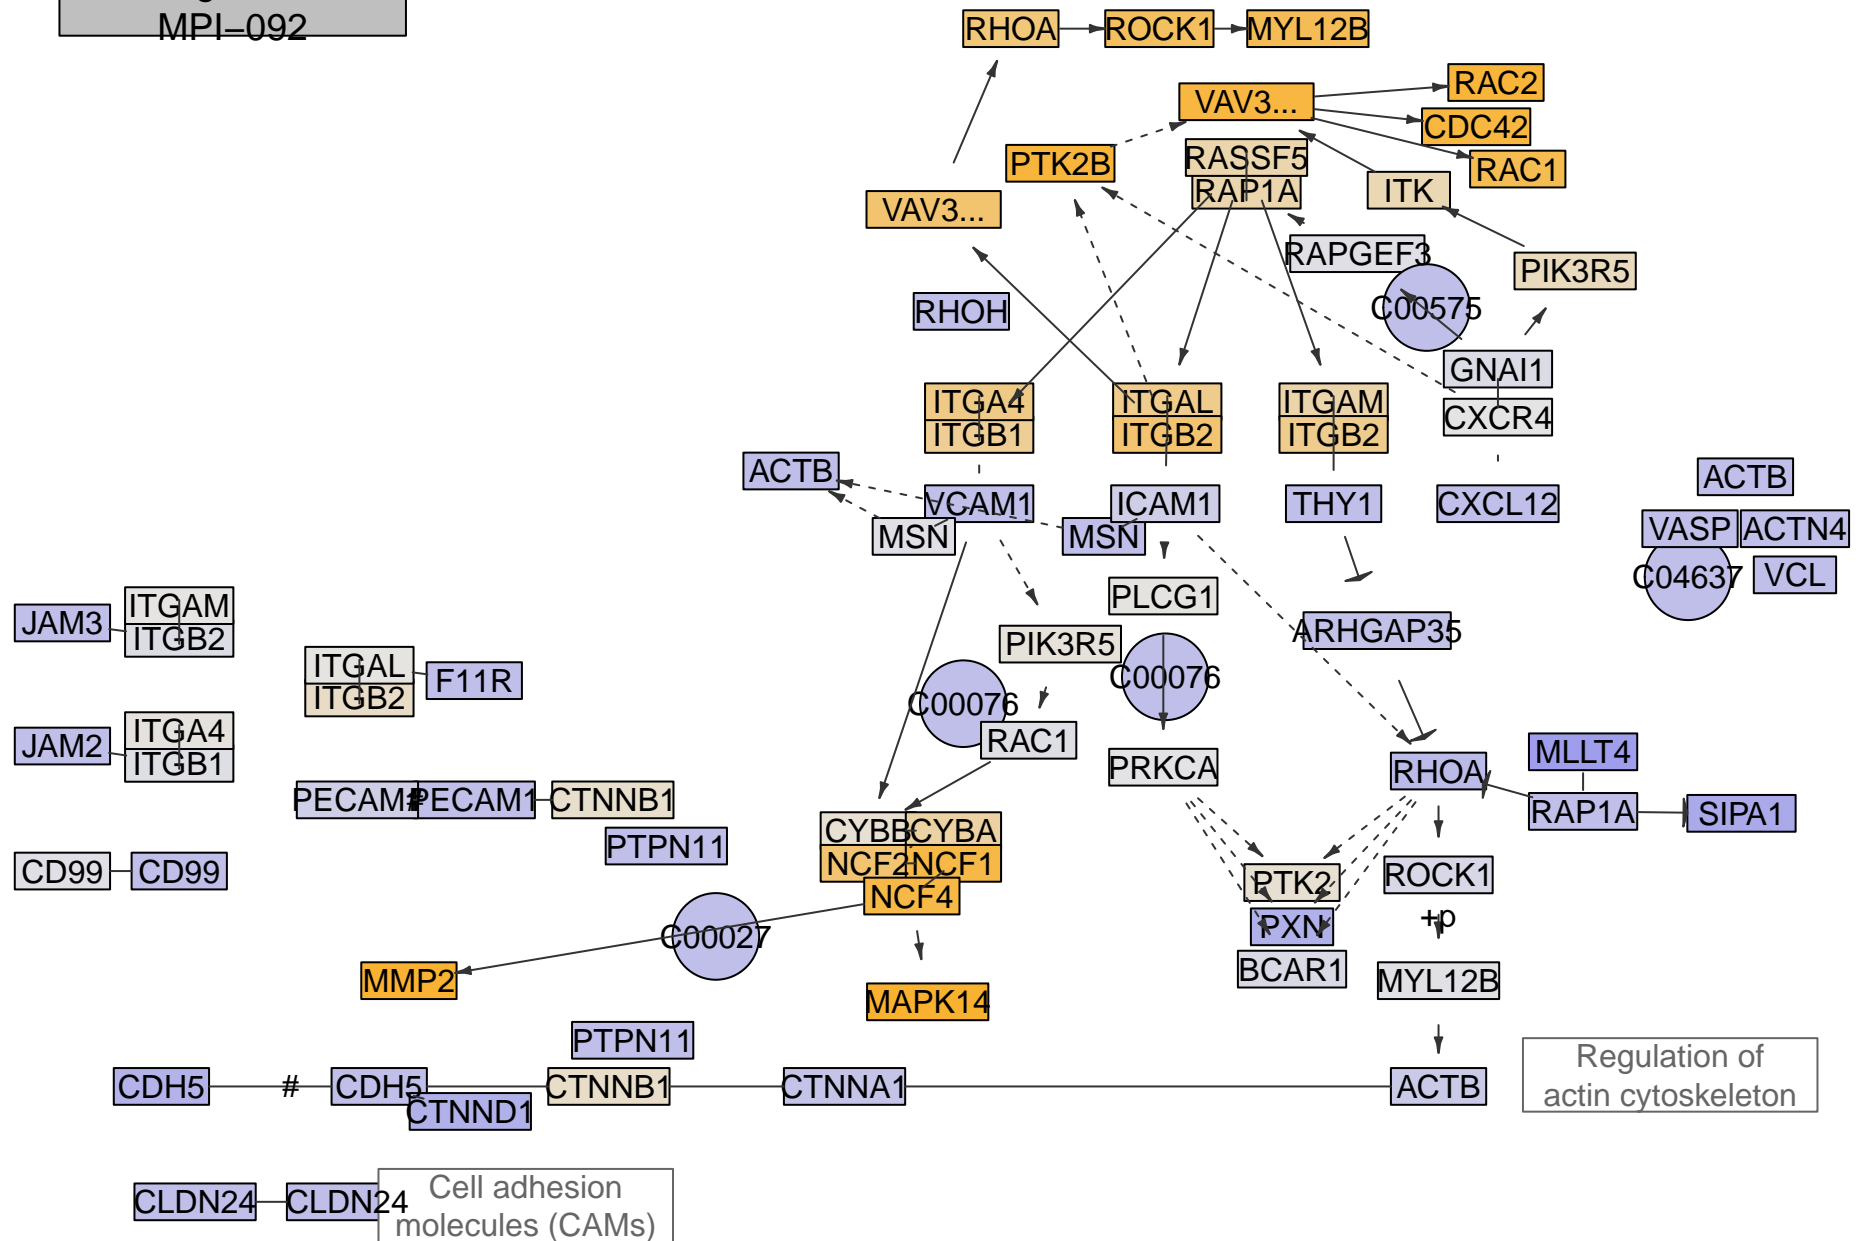 MPI−092
RHOA
ROCK1
MYL12B
RAC2
VAV3...
CDC42
RASSF5
PTK2B
RAC1
RAP1A
ITK
VAV3...
RAPGEF3
PIK3R5
C00575
RHOH
GNAI1
ITGA4
ITGAL
ITGAM
CXCR4
ITGB1
ITGB2
ITGB2
ACTB
ACTB
VCAM1
ICAM1
THY1
CXCL12
MSN
MSN
VASP
ACTN4
C04637
VCL
PLCG1
ITGAM
JAM3
ITGB2
ARHGAP35
PIK3R5
ITGAL
F11R
C00076
ITGB2
C00076
ITGA4
JAM2
ITGB1
RAC1
MLLT4
PRKCA
RHOA
PECAM1
#
PECAM1
CTNNB1
RAP1A
SIPA1
CYBB
CYBA
PTPN11
NCF2
NCF1
CD99
CD99
PTK2
ROCK1
NCF4
+p
PXN
C00027
BCAR1
MMP2
MYL12B
MAPK14
PTPN11
Regulation of
actin cytoskeleton
CDH5
#
CDH5
CTNNB1
CTNNA1
ACTB
CTNND1
CLDN24
CLDN24
Cell adhesion
molecules (CAMs)